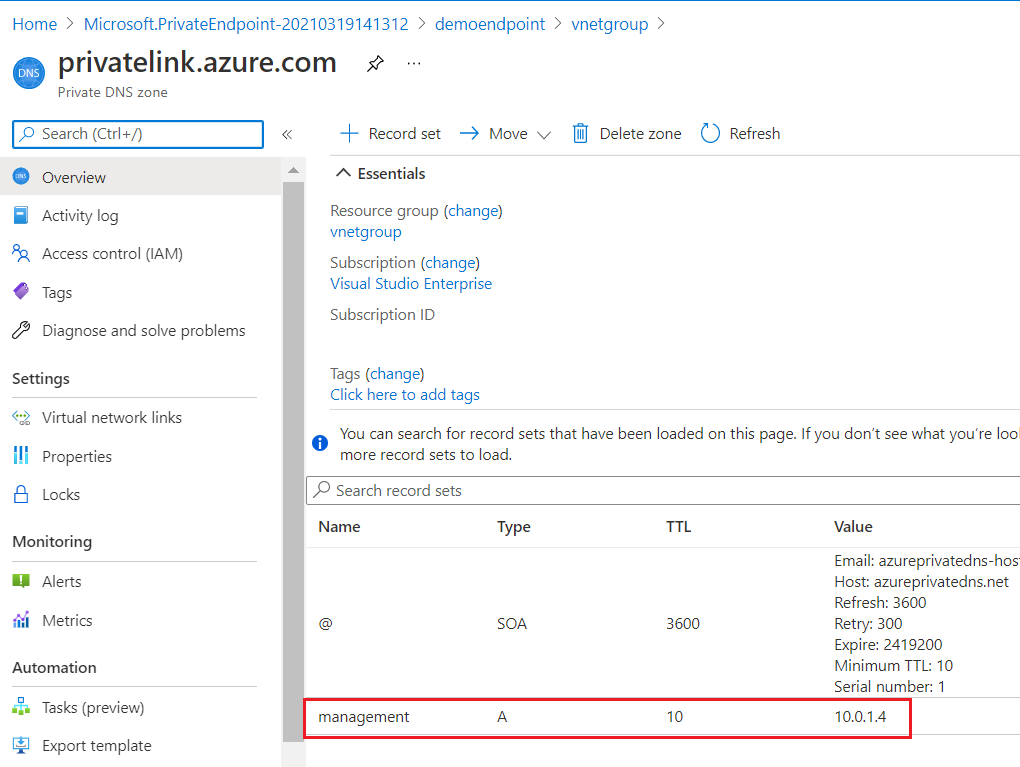 Home > Microsoft.PrivateEndpoint-20210319141312 > demoendpoint > vnetgroup >
DNS
privatelink.azure.com ...
Private DNS zone
Search (Ctrl+/)
«
+ Record set → Move Delete zone Refresh
DNS Overview
Activity log
Access control (IAM)
Tags
Diagnose and solve problems
Settings
Virtual network links
Properties
Locks
Monitoring
Alerts
Metrics
Automation
Tasks (preview)
Export template
Essentials
Resource group (change)
vnetgroup
Subscription (change)
Visual Studio Enterprise
Subscription ID
Tags (change)
Click here to add tags
You can search for record sets that have been loaded on this page. If you don't see what you're
more record sets to load.
Search record sets
Name Type TTL Value
@ SOA 3600
Email: azureprivatedns-
Host: azureprivatedns.net
Refresh: 3600
Retry: 300
Expire: 2419200
Minimum TTL: 10
Serial number: 1
management A 10 10.0.1.4